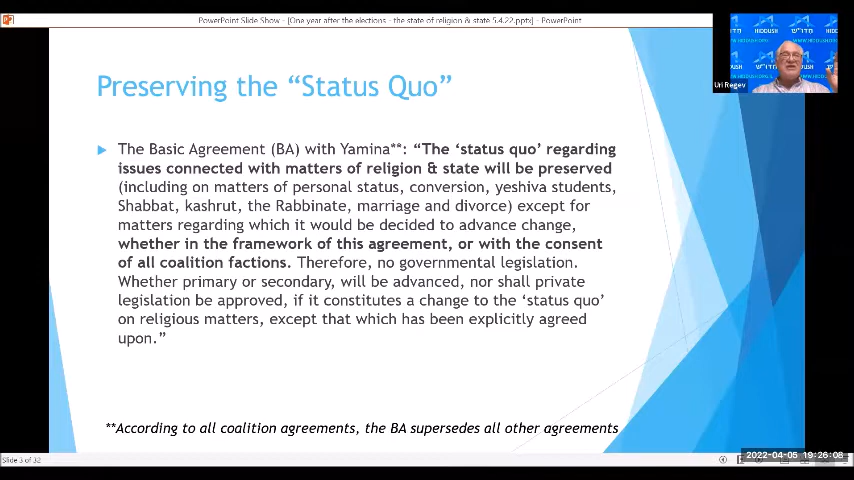 PowerPoint Slide Show - [One year after the elections - the state of religion & state 5.4.22.pptx] - PowerPoint
HIDDUSH
חדו"ש
WWW.HIDDUSH.ORG
Uri Regev
Preserving the “Status Quo”
The Basic Agreement (BA) with Yamina**: “The ‘status quo’ regarding
issues connected with matters of religion & state will be preserved
(including on matters of personal status, conversion, yeshiva students,
Shabbat, kashrut, the Rabbinate, marriage and divorce) except for
matters regarding which it would be decided to advance change,
whether in the framework of this agreement, or with the consent
of all coalition factions. Therefore, no governmental legislation.
Whether primary or secondary, will be advanced, nor shall private
legislation be approved, if it constitutes a change to the ‘status quo’
on religious matters, except that which has been explicitly agreed
upon.”
**According to all coalition agreements, the BA supersedes all other agreements
Slide 3 of 32
2022-04-05 19:26:08